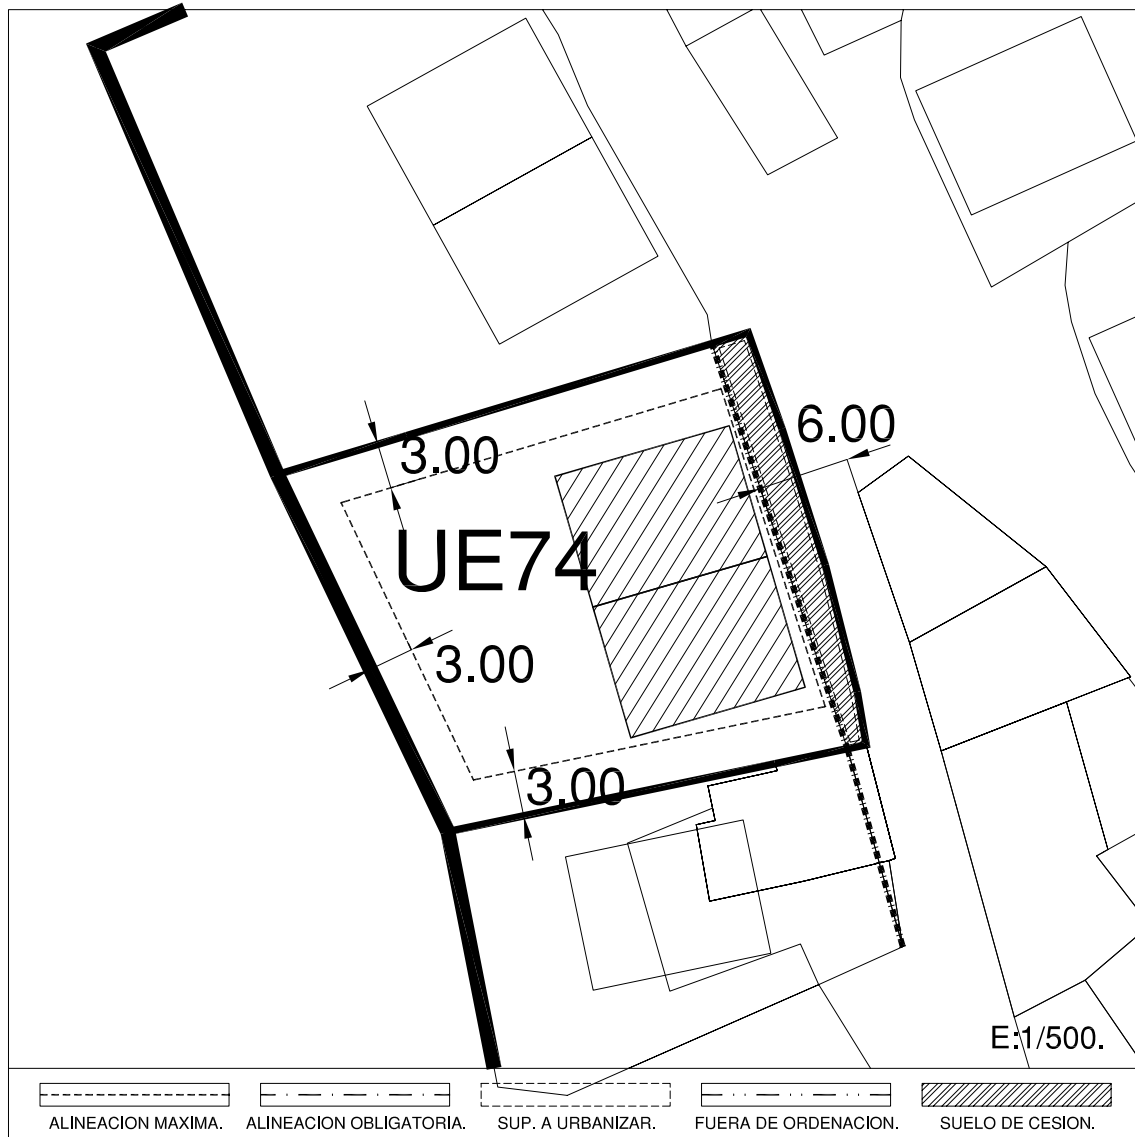 6.00
3.00
UE74
3.00
3.00
E:1/500.
ALINEACION MAXIMA.
ALINEACION OBLIGATORIA.
SUP. A URBANIZAR.
FUERA DE ORDENACION.
SUELO DE CESION.